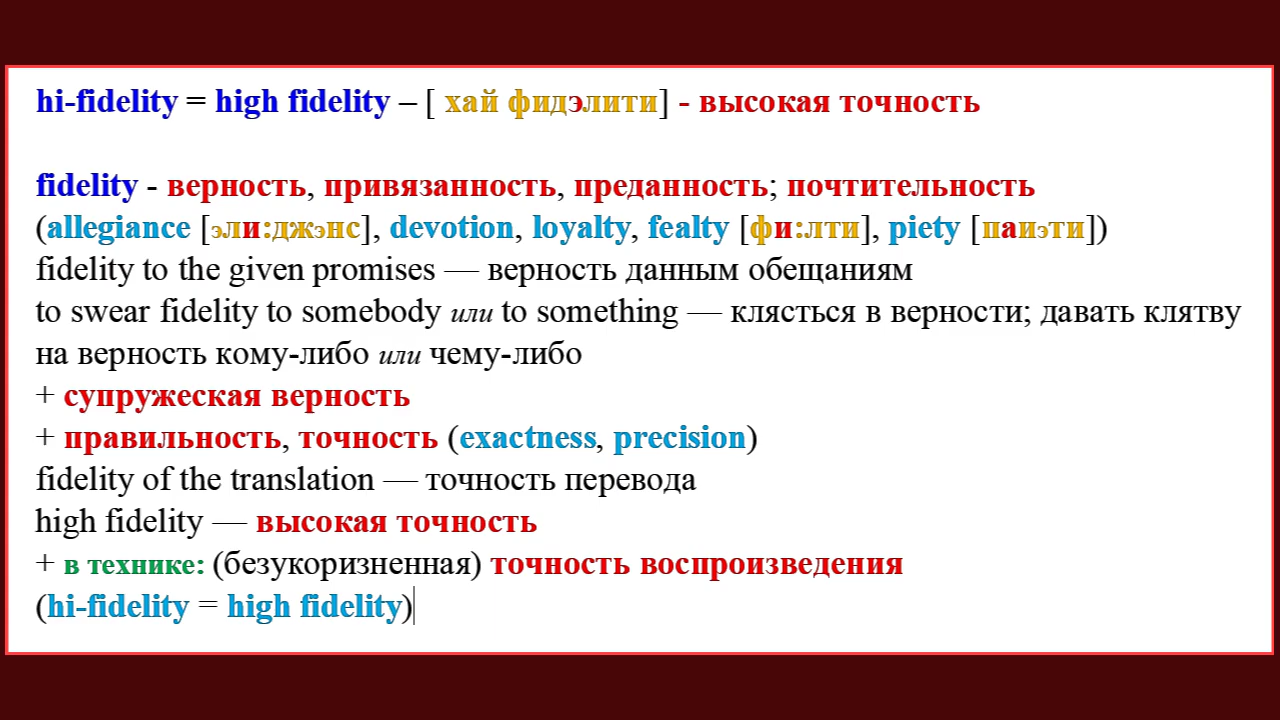 hi-fidelity = high fidelity – [ хай фидэлити] - высокая точность
fidelity - верность, привязанность, преданность; почтительность
(allegiance [эли:джэнс], devotion, loyalty, fealty [фи:лти], piety [паиэти])
fidelity to the given promises — верность данным обещаниям
to swear fidelity to somebody или to something — клясться в верности; давать клятву
на верность кому-либо или чему-либо
+ супружеская верность
+ правильность, точность (exactness, precision)
fidelity of the translation — точность перевода
high fidelity — высокая точность
+ в технике: (безукоризненная) точность воспроизведения
(hi-fidelity = high fidelity)